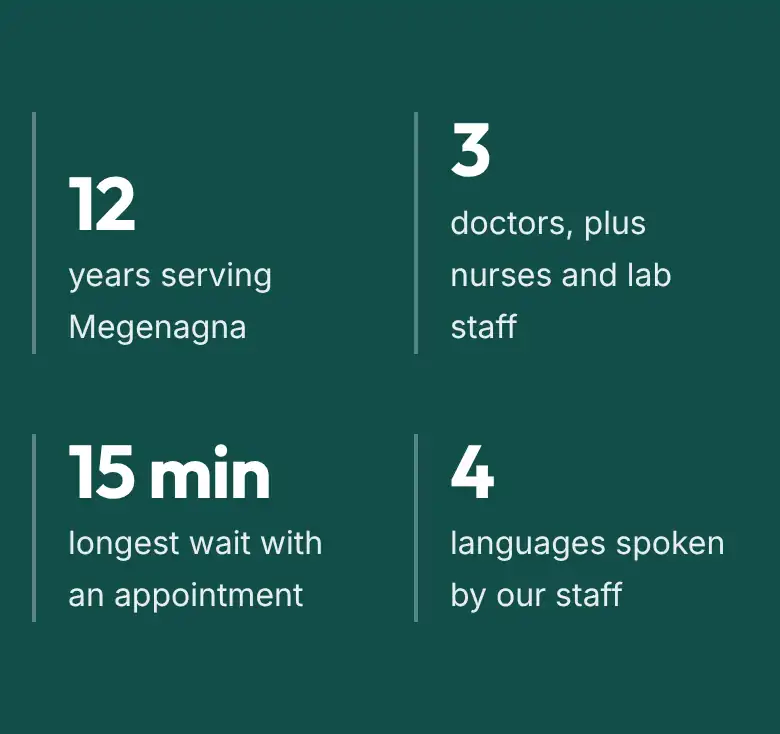 12
years serving
Megenagna
3
doctors, plus
nurses and lab
staff
15 min
longest wait with
an appointment
4
languages spoken
by our staff